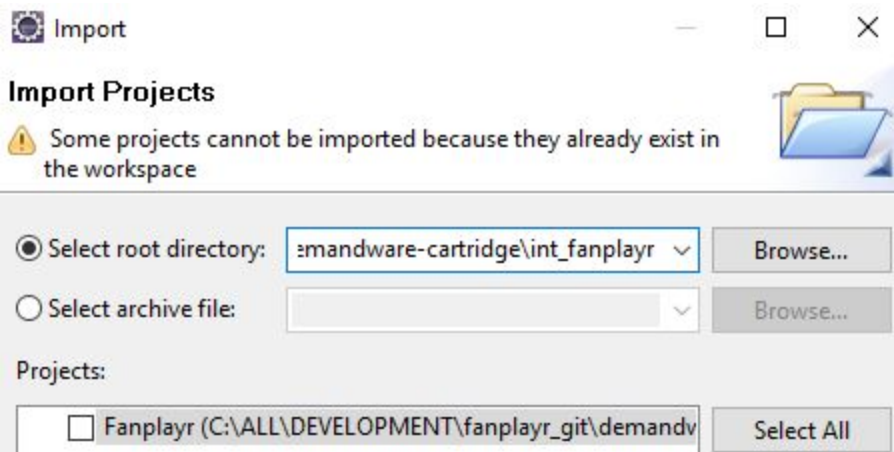 Import
Import Projects
Some projects cannot be imported because they already exist in
the workspace
Select root directory: emandware-cartridge\int_fanplayr Browse...
Select archive file: Browse...
Projects:
Fanplayr (C:\ALL\DEVELOPMENT\fanplayr_git\demandw Select All